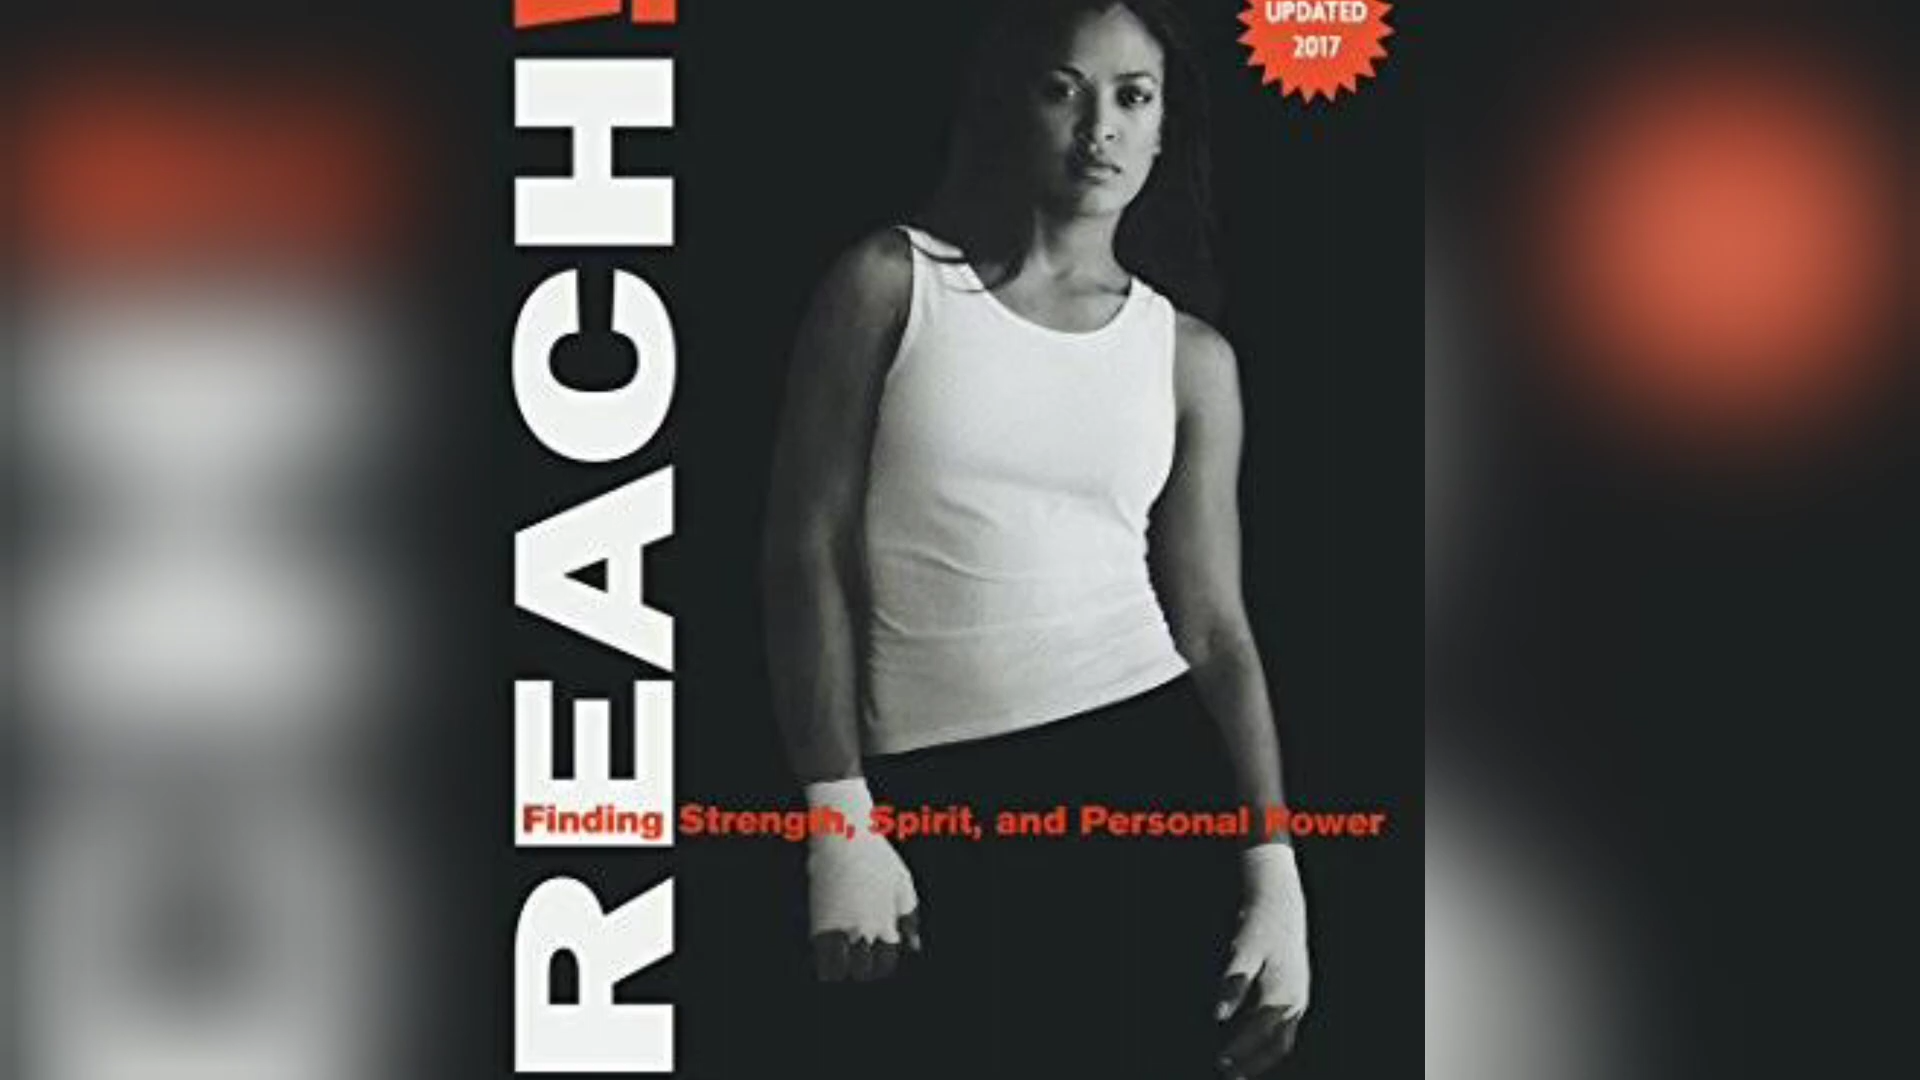 REACH!
UPDATED
2017
Finding Strength, Spirit, and Personal Power